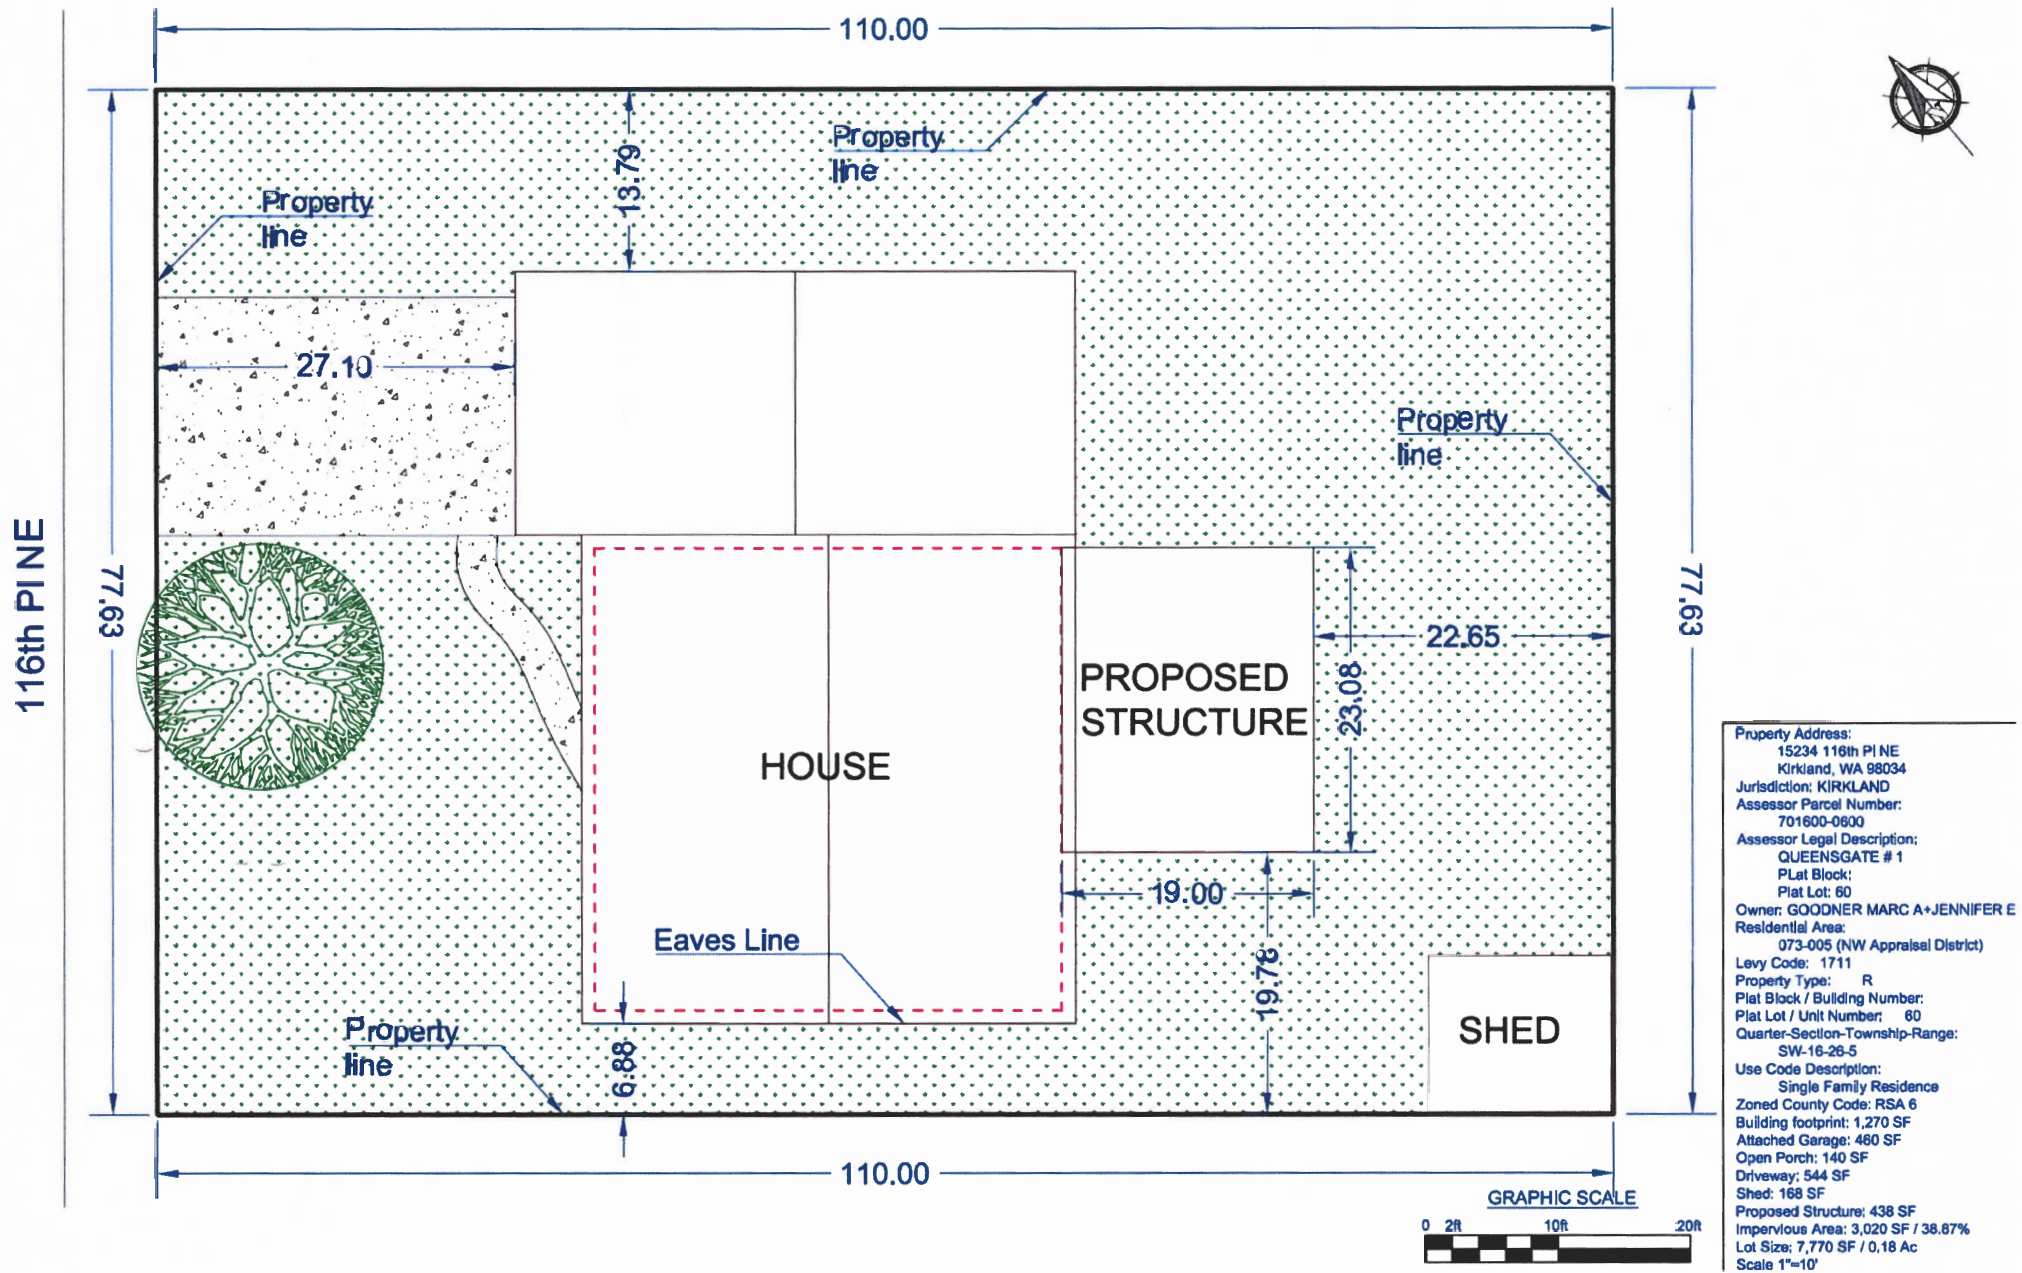 110.00
13.79
Property
line
Property
line
27.10
Property
line
116th Pl NE
77.63
77.63
22.65
23.08
PROPOSED
STRUCTURE
HOUSE
19.00
Eaves Line
19.78
SHED
Property
line
6.88
110.00
GRAPHIC SCALE
0 2ft 10ft 20ft
Property Address:
15234 116th Pl NE
Kirkland, WA 98034
Jurisdiction: KIRKLAND
Assessor Parcel Number:
701600-0600
Assessor Legal Description:
QUEENSGATE # 1
PLat Block:
Plat Lot: 60
Owner: GOODNER MARC A+JENNIFER E
Residential Area:
073-005 (NW Appraisal District)
Levy Code: 1711
Property Type: R
Plat Block / Building Number:
Plat Lot / Unit Number: 60
Quarter-Section-Township-Range:
SW-16-26-5
Use Code Description:
Single Family Residence
Zoned County Code: RSA 6
Building footprint: 1,270 SF
Attached Garage: 460 SF
Open Porch: 140 SF
Driveway: 544 SF
Shed: 168 SF
Proposed Structure: 438 SF
Impervious Area: 3,020 SF / 38.87%
Lot Size: 7,770 SF / 0.18 Ac
Scale 1"=10'